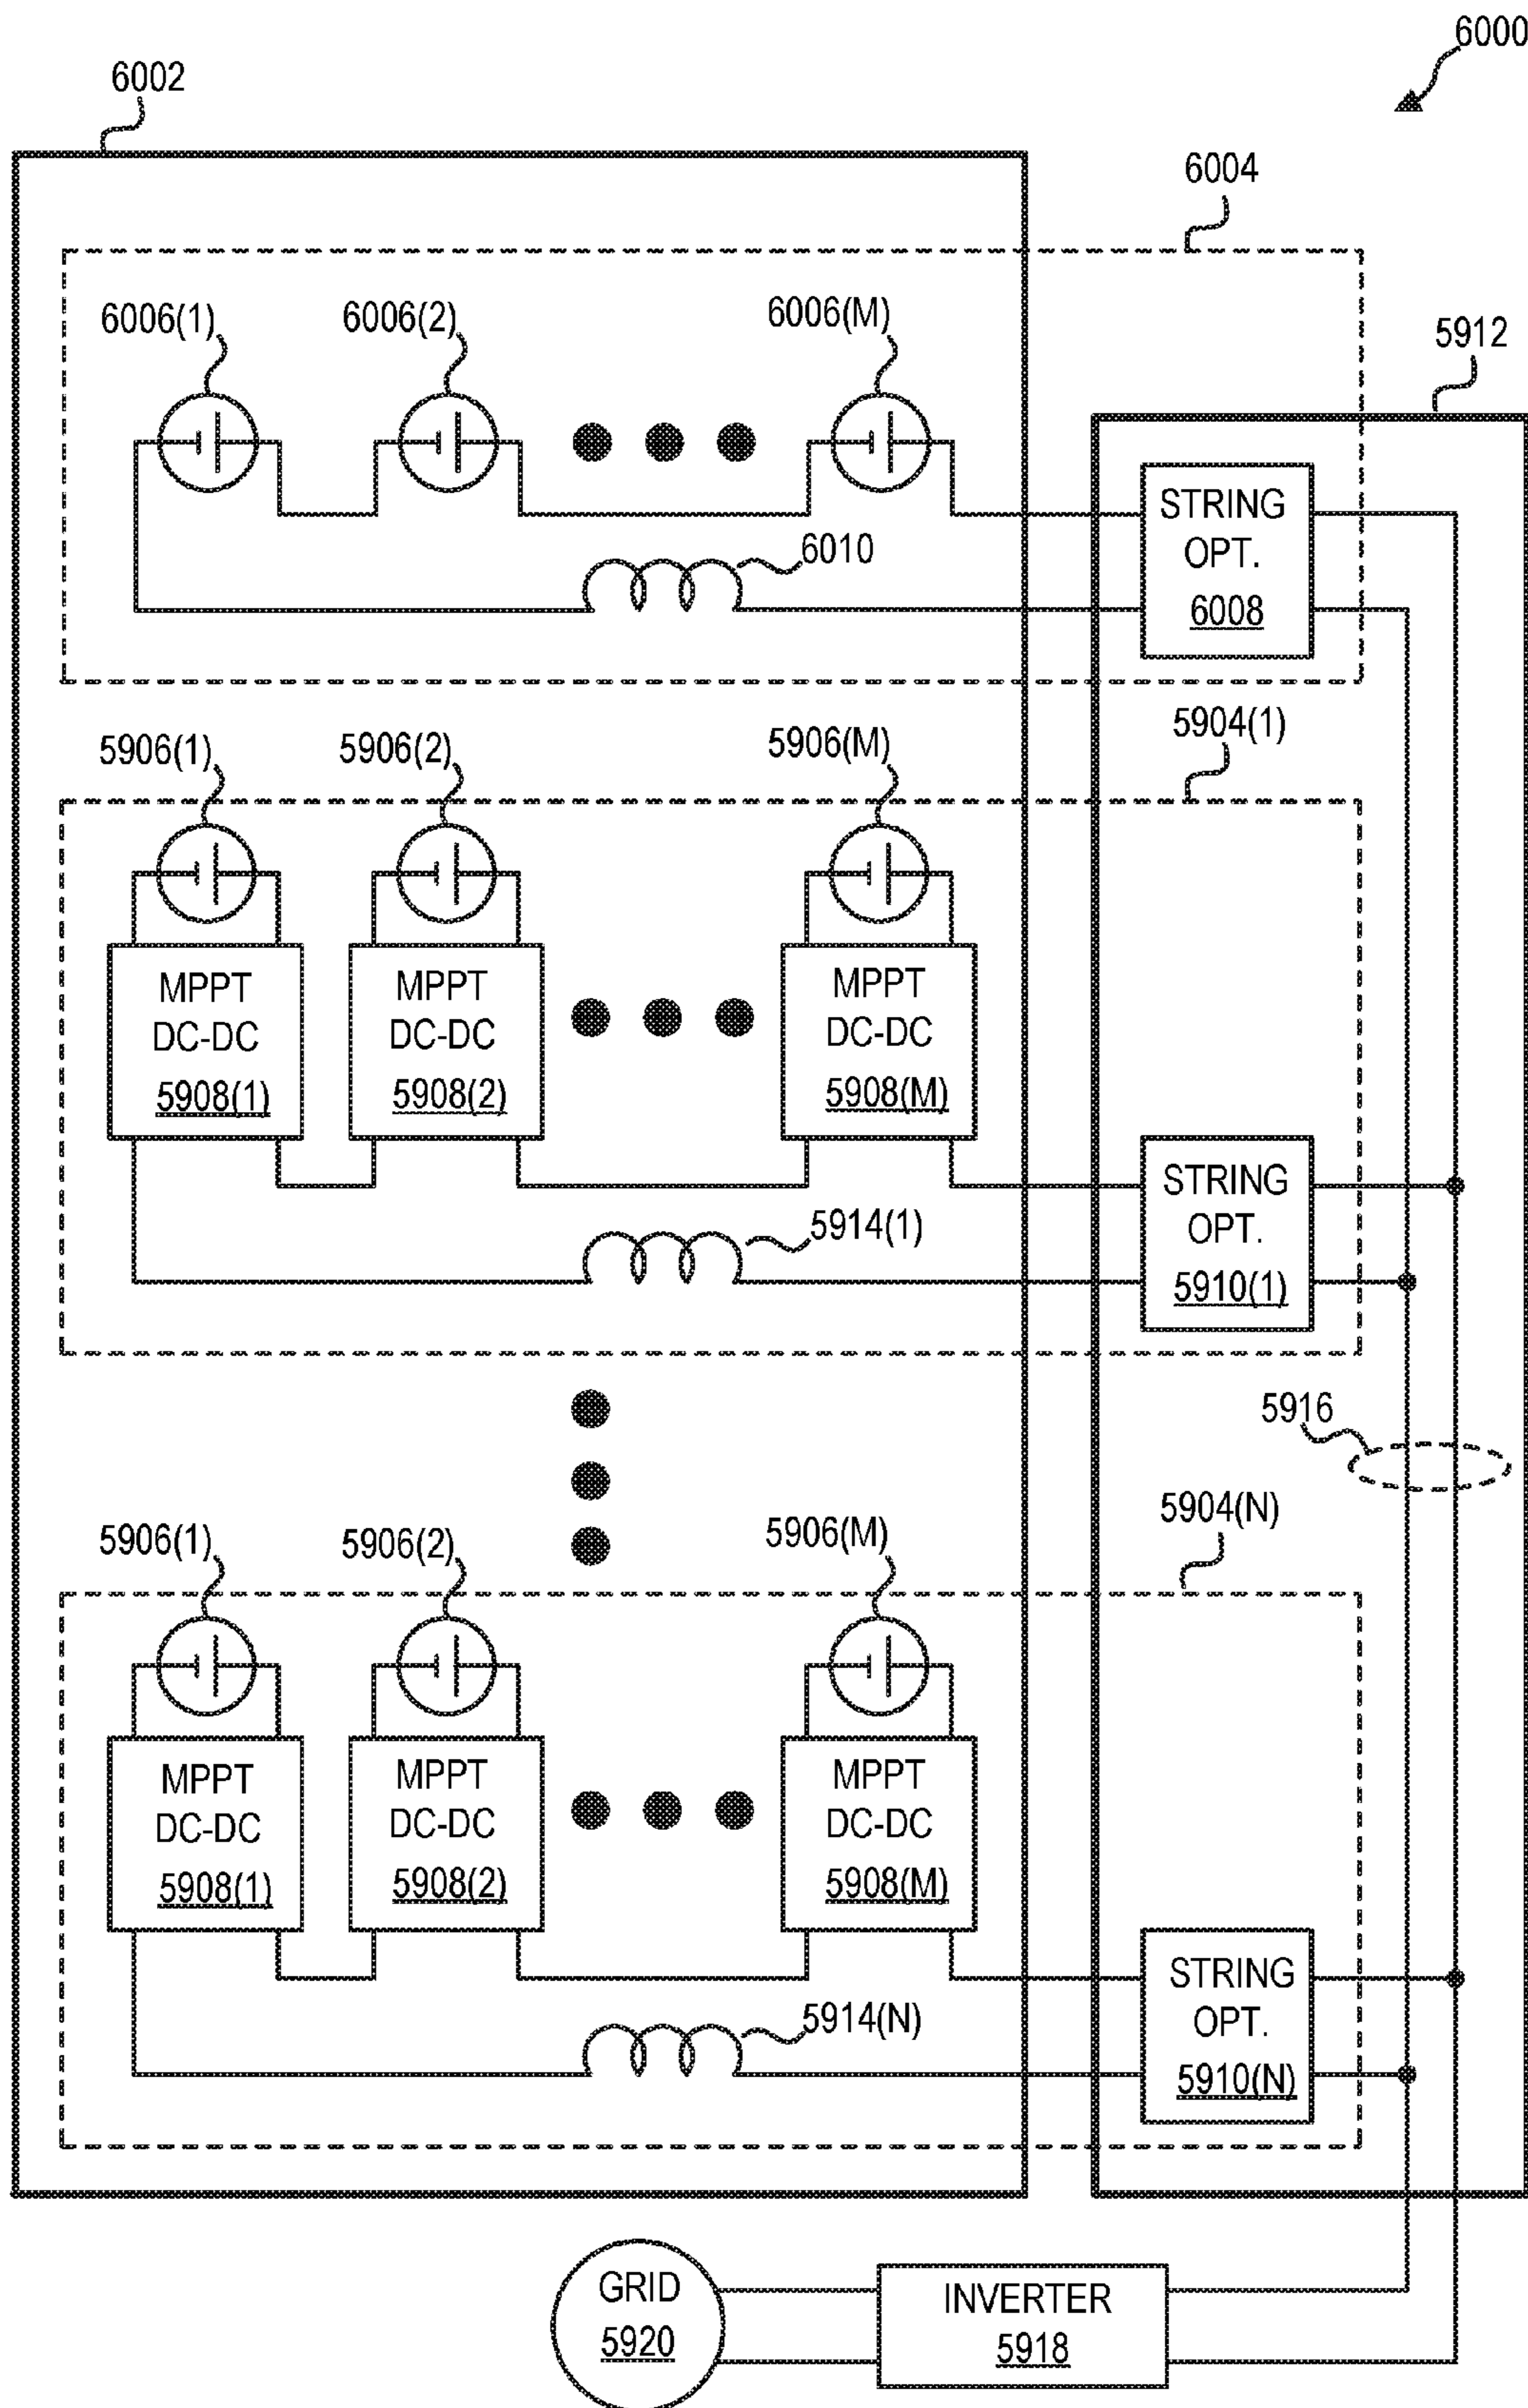 6000
6002
6004
6006(1)
6006(2)
6006(M)
5912
STRING
OPT.
6008
6010
5904(1)
5906(1)
5906(2)
5906(M)
MPPT
DC-DC
5908(1)
MPPT
DC-DC
5908(2)
MPPT
DC-DC
5908(M)
STRING
OPT.
5910(1)
5914(1)
5916
5904(N)
5906(1)
5906(2)
5906(M)
MPPT
DC-DC
5908(1)
MPPT
DC-DC
5908(2)
MPPT
DC-DC
5908(M)
STRING
OPT.
5910(N)
5914(N)
GRID
5920
INVERTER
5918